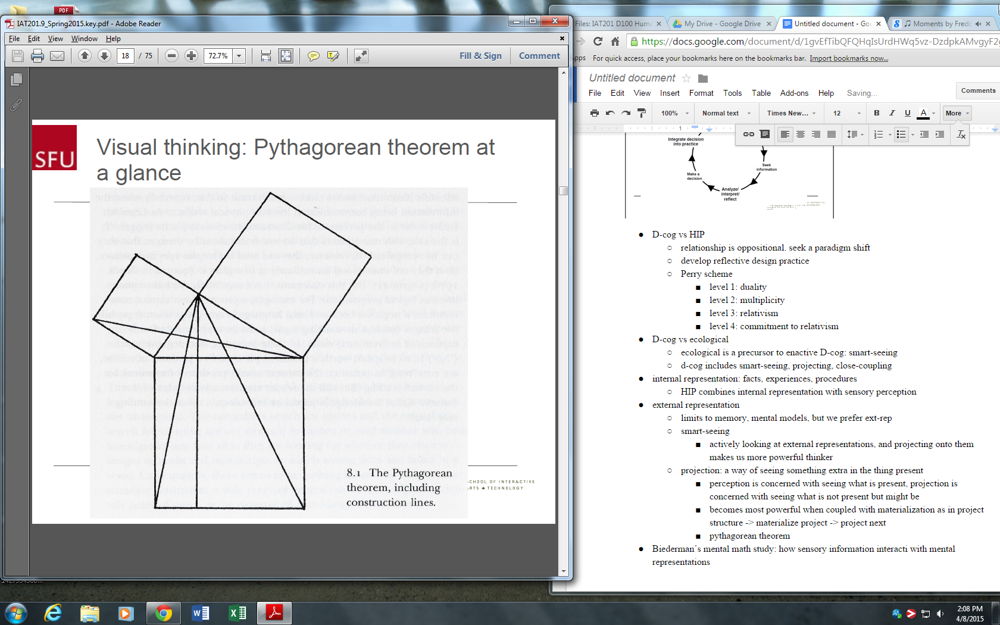 PDF
IAT201.9_Spring2015.key.pdf - Adobe Reader
File Edit View Window Help
18 / 75 72.7% Fill & Sign Comment
SFU
Visual thinking: Pythagorean theorem at
a glance
8.1 The Pythagorean
theorem, including
construction lines.
SCHOOL OF INTERACTIVE
ARTS + TECHNOLOGY
Files: IAT201 D100 Huma My Drive - Google Drive Untitled document - Go Moments by Fredd
https://docs.google.com/document/d/1gvEfTibQFQHqIsUrdHWq5vz-DzdpkAMvgyF2
pps For quick access, place your bookmarks here on the bookmarks bar. Import bookmarks now...
Untitled document
Comments
File Edit View Insert Format Tools Table Add-ons Help Saving...
100% Normal text Times New... 12 B I U A More
1
Integrate decision
into practice
Seek
information
Make a
decision
Analyze/
interpret/
reflect
● D-cog vs HIP
○ relationship is oppositional. seek a paradigm shift
○ develop reflective design practice
○ Perry scheme
■ level 1: duality
■ level 2: multiplicity
■ level 3: relativism
■ level 4: commitment to relativism
● D-cog vs ecological
○ ecological is a precursor to enactive D-cog: smart-seeing
○ d-cog includes smart-seeing, projecting, close-coupling
● internal representation: facts, experiences, procedures
○ HIP combines internal representation with sensory perception
● external representation
○ limits to memory, mental models, but we prefer ext-rep
○ smart-seeing
■ actively looking at external representations, and projecting onto them
makes us more powerful thinker
○ projection: a way of seeing something extra in the thing present
■ perception is concerned with seeing what is present, projection is
concerned with seeing what is not present but might be
■ becomes most powerful when coupled with materialization as in project
structure -> materialize project -> project next
■ pythagorean theorem
● Biederman's mental math study: how sensory information interacti with mental
representations
2:08 PM
4/8/2015